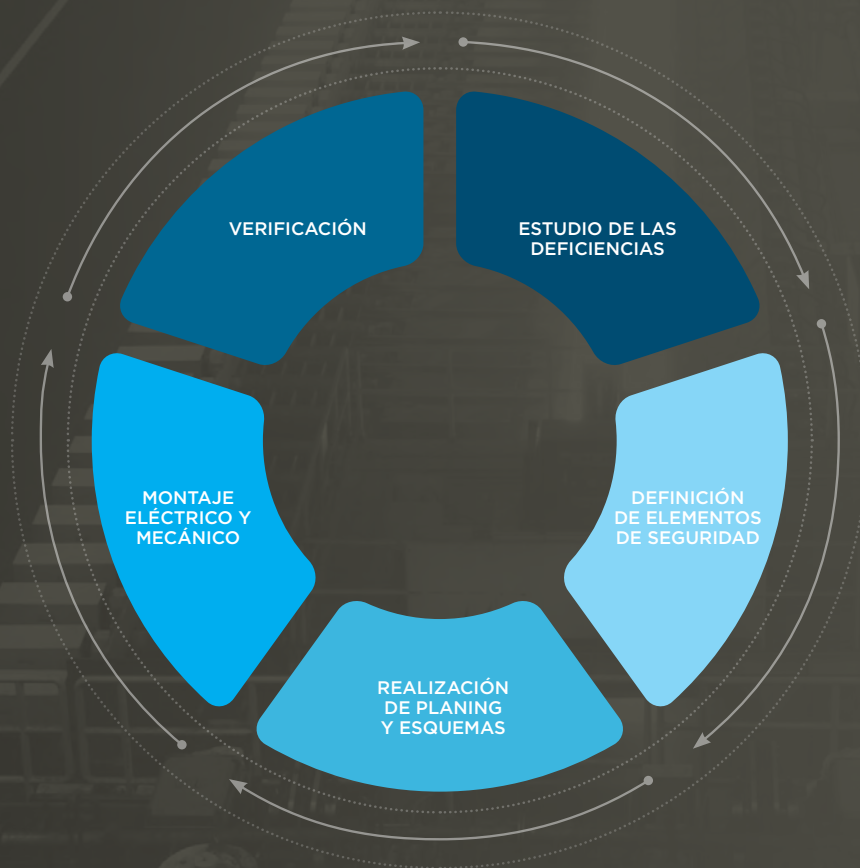 VERIFICACIÓN
ESTUDIO DE LAS
DEFICIENCIAS
MONTAJE
ELÉCTRICO Y
MECÁNICO
DEFINICIÓN
DE ELEMENTOS
DE SEGURIDAD
REALIZACIÓN
DE PLANING
Y ESQUEMAS